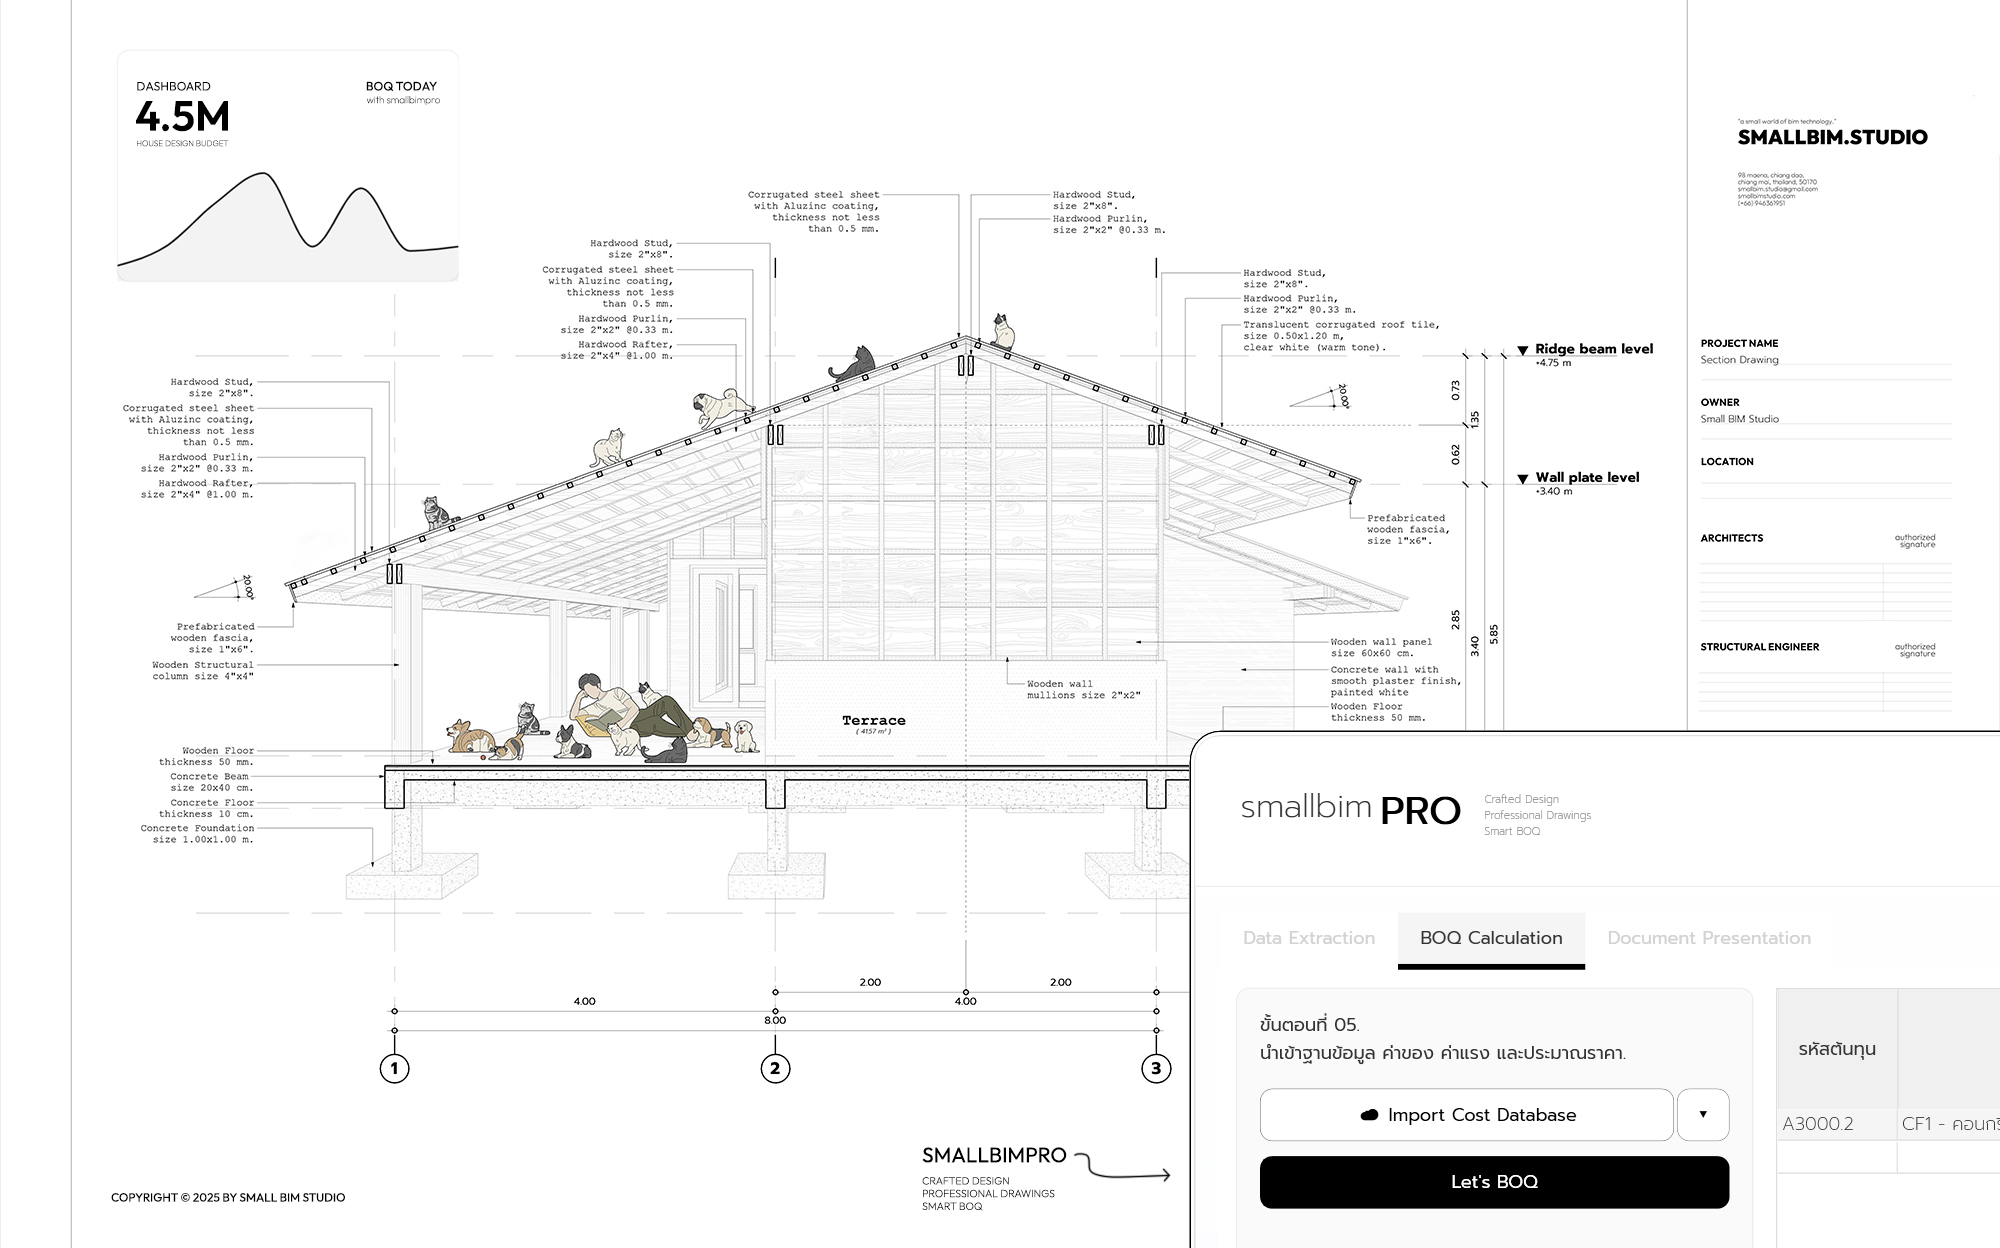 DASHBOARD
4.5M
HOUSE DESIGN BUDGET
BOQ TODAY
with smallbimpro
Corrugated steel sheet
with Aluzinc coating,
thickness not less
than 0.5 mm.
Hardwood Stud,
size 2"x8".
Hardwood Purlin,
size 2"x2" @0.33 m.
Hardwood Stud,
size 2"x8".
Corrugated steel sheet
with Aluzinc coating,
thickness not less
than 0.5 mm.
Hardwood Purlin,
size 2"x2" @0.33 m.
Hardwood Rafter,
size 2"x4" @1.00 m.
Hardwood Stud,
size 2"x8".
Hardwood Purlin,
size 2"x2" @0.33 m.
Translucent corrugated roof tile,
size 0.50x1.20 m,
clear white (warm tone).
Hardwood Stud,
size 2"x8".
Corrugated steel sheet
with Aluzinc coating,
thickness not less
than 0.5 mm.
Hardwood Purlin,
size 2"x2" @0.33 m.
Hardwood Rafter,
size 2"x4" @1.00 m.
Ridge beam level
+4.75 m
Wall plate level
+3.40 m
20.00°
0.73
1.35
0.62
2.85
3.40
5.85
Prefabricated
wooden fascia,
size 1"x6".
20.00°
Prefabricated
wooden fascia,
size 1"x6".
Wooden Structural
column size 4"x4"
Wooden wall panel
size 60x60 cm.
Concrete wall with
smooth plaster finish,
painted white
Wooden Floor
thickness 50 mm.
Wooden wall
mullions size 2"x2"
Terrace
( 41.57 m² )
Wooden Floor
thickness 50 mm.
Concrete Beam
size 20x40 cm.
Concrete Floor
thickness 10 cm.
Concrete Foundation
size 1.00x1.00 m.
2.00
2.00
4.00
4.00
8.00
1
2
3
COPYRIGHT © 2025 BY SMALL BIM STUDIO
SMALLBIMPRO
CRAFTED DESIGN
PROFESSIONAL DRAWINGS
SMART BOQ
"a small world of bim technology."
SMALLBIM.STUDIO
98 maena, chiang dao,
chiang mai, thailand, 50170
smallbim.studio@gmail.com
smallbimstudio.com
(+66) 946361951
PROJECT NAME
Section Drawing
OWNER
Small BIM Studio
LOCATION
ARCHITECTS
authorized
signature
STRUCTURAL ENGINEER
authorized
signature
smallbim PRO
Crafted Design
Professional Drawings
Smart BOQ
Data Extraction
BOQ Calculation
Document Presentation
ขั้นตอนที่ 05.
นำเข้าฐานข้อมูล ค่าของ ค่าแรง และประมาณราคา.
Import Cost Database
Let's BOQ
รหัสต้นทุน
A3000.2
CF1 -